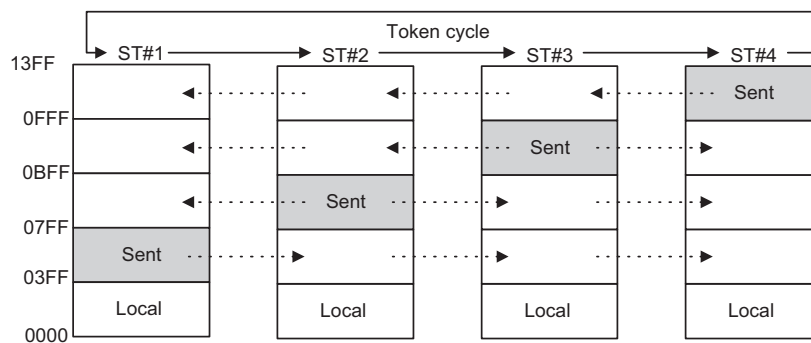 Token cycle
ST#1 ST#2 ST#3 ST#4
13FF
Sent
0FFF
Sent
0BFF
Sent
07FF
Sent
03FF
Local Local Local Local
0000